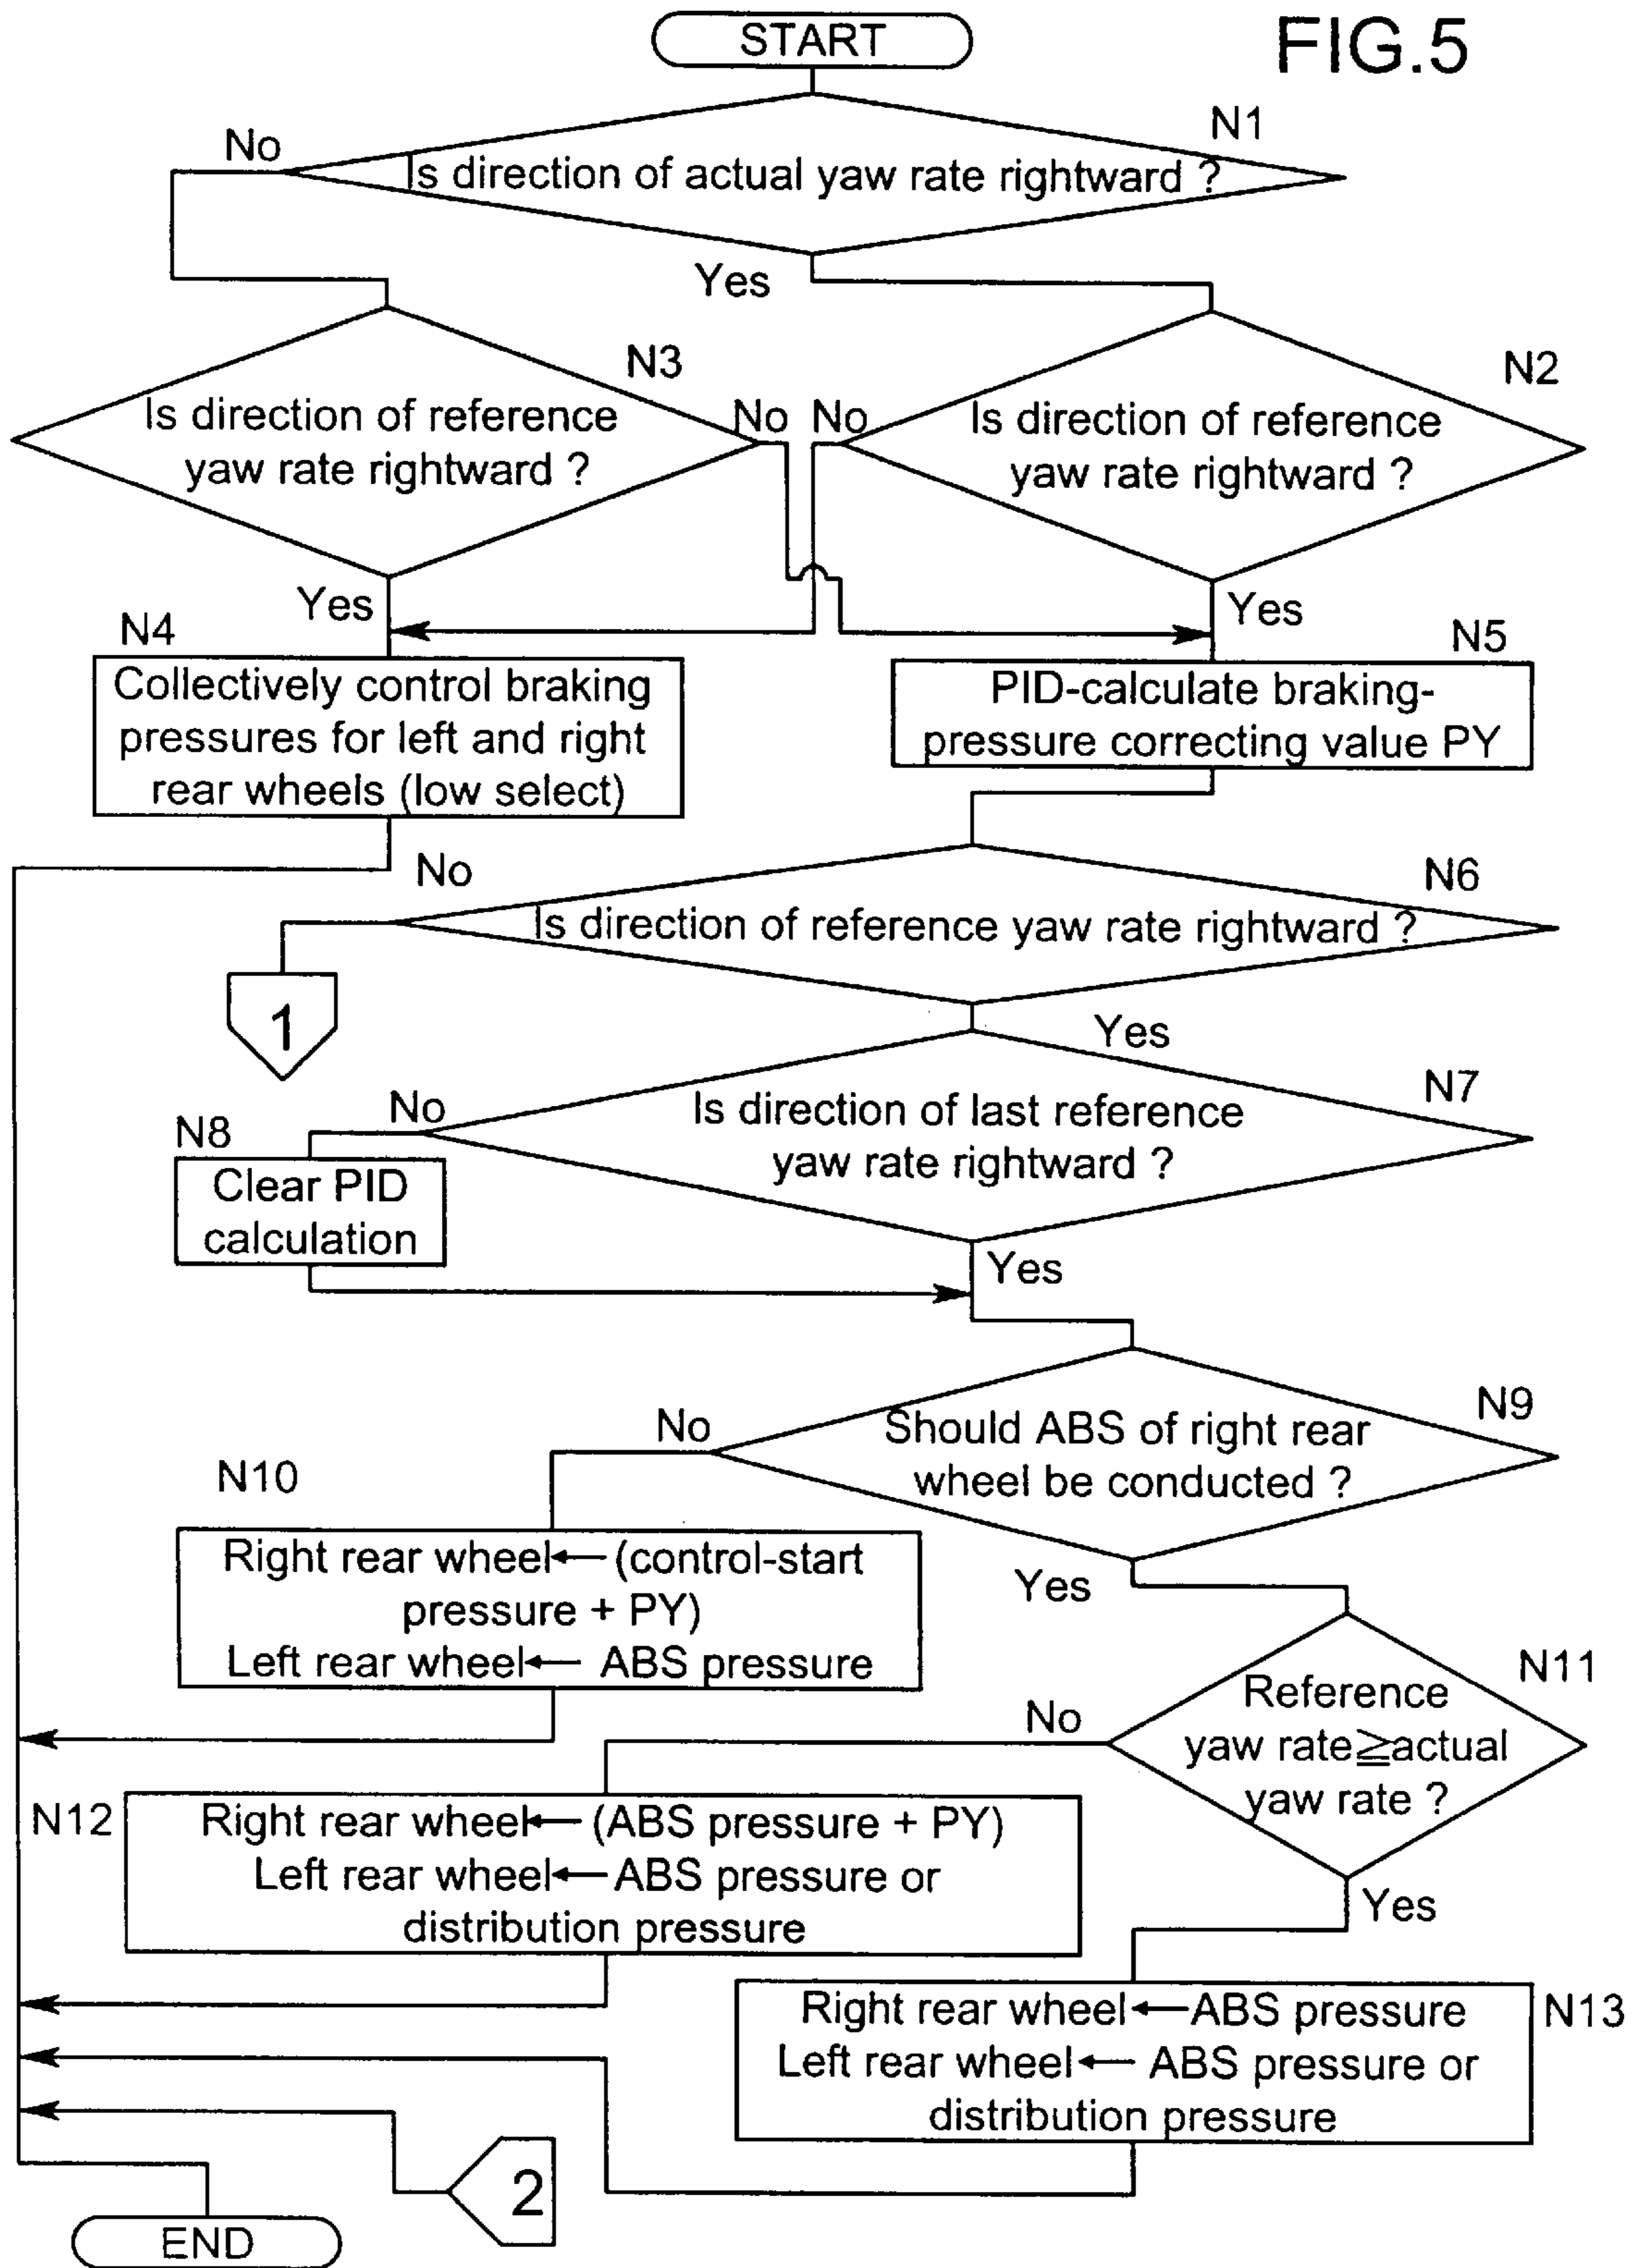 START
FIG.5
N1
No
Is direction of actual yaw rate rightward ?
Yes
N3
N2
Is direction of reference
yaw rate rightward ?
No
No
Is direction of reference
yaw rate rightward ?
Yes
Yes
N4
N5
Collectively control braking
pressures for left and right
rear wheels (low select)
PID-calculate braking-
pressure correcting value PY
No
N6
Is direction of reference yaw rate rightward ?
1
Yes
N7
No
Is direction of last reference
yaw rate rightward ?
N8
Clear PID
calculation
Yes
N9
No
Should ABS of right rear
wheel be conducted ?
N10
Right rear wheel← (control-start
pressure + PY)
Left rear wheel← ABS pressure
Yes
N11
No
Reference
yaw rate≧actual
yaw rate ?
N12
Right rear wheel← (ABS pressure + PY)
Left rear wheel←ABS pressure or
distribution pressure
Yes
N13
Right rear wheel←ABS pressure
Left rear wheel← ABS pressure or
distribution pressure
2
END